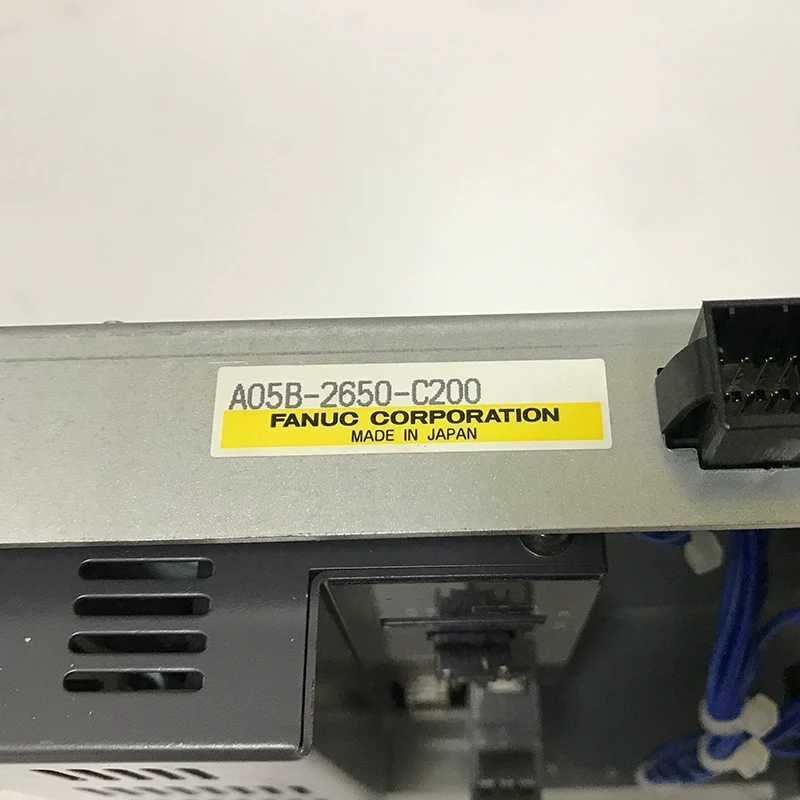 A05B-2650-C200
FANUC CORPORATION
MADE IN JAPAN